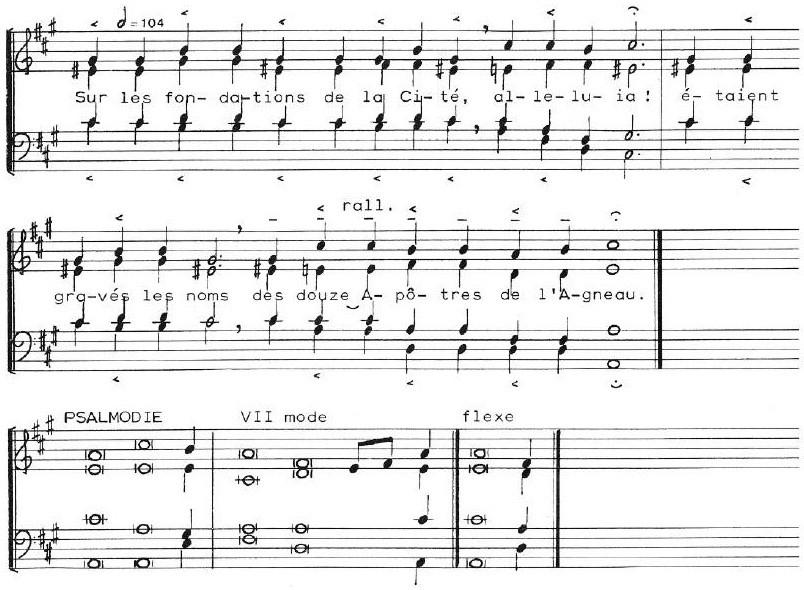 ♩=104
Sur les fon- da-tions de la Ci-té, al-le-lu-ia! é-taient
rall.
gra-vés les noms des douze A-pô-tres de l'A-gneau.
PSALMODIE VII mode flexe